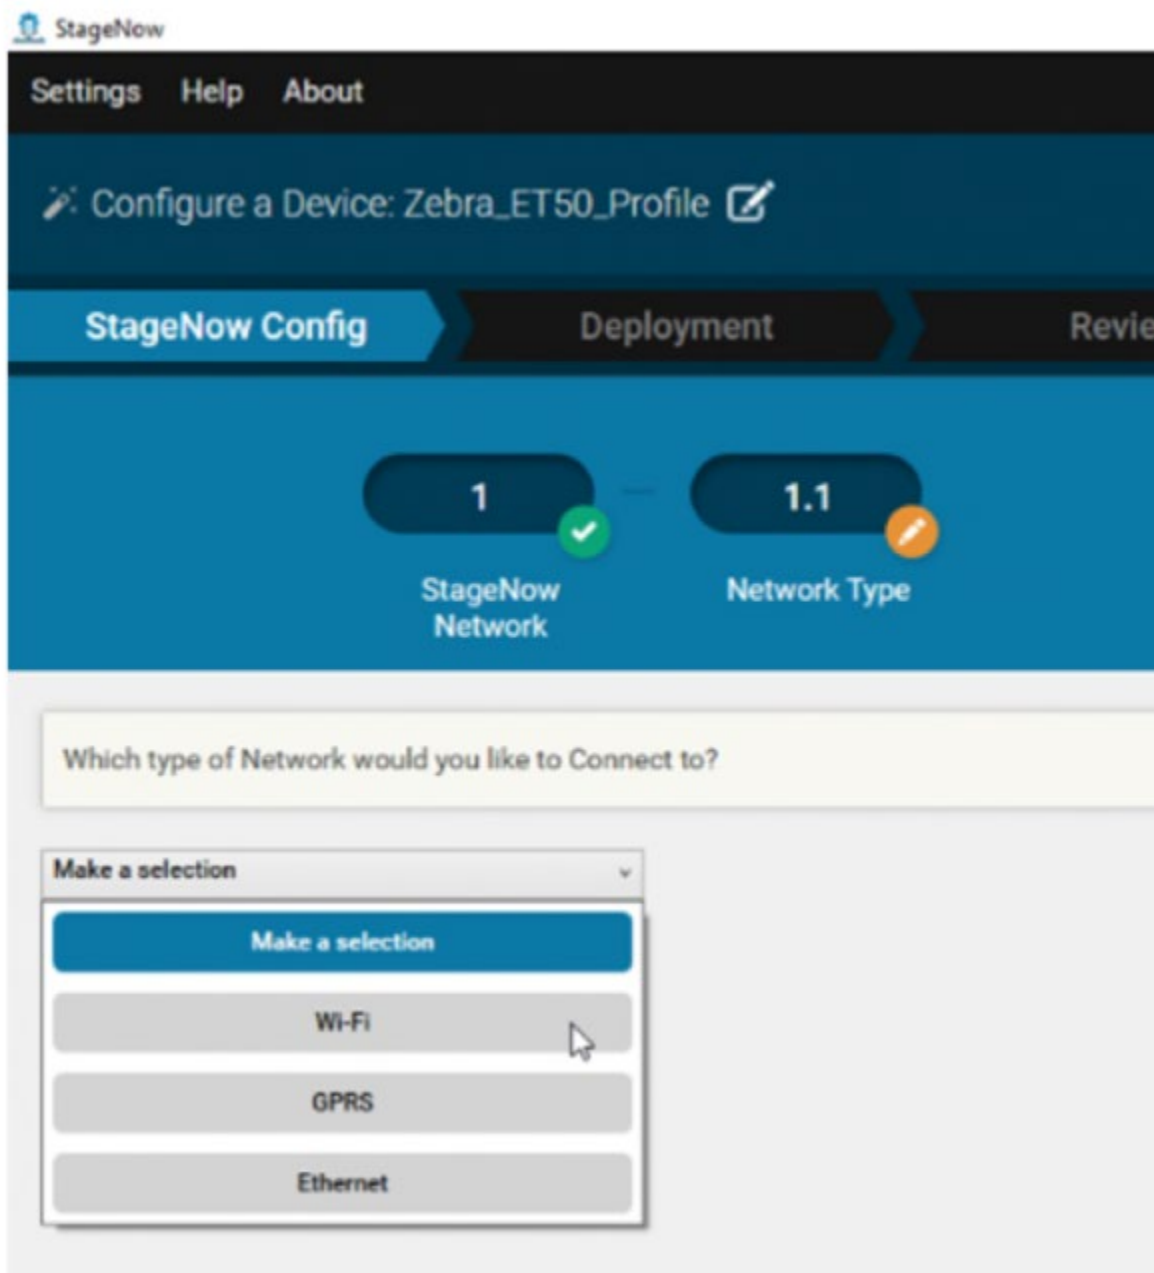 StageNow
Settings Help About
Configure a Device: Zebra_ET50_Profile
StageNow Config Deployment Revie
1 1.1
StageNow
Network
Network Type
Which type of Network would you like to Connect to?
Make a selection
Make a selection
Wi-Fi
GPRS
Ethernet